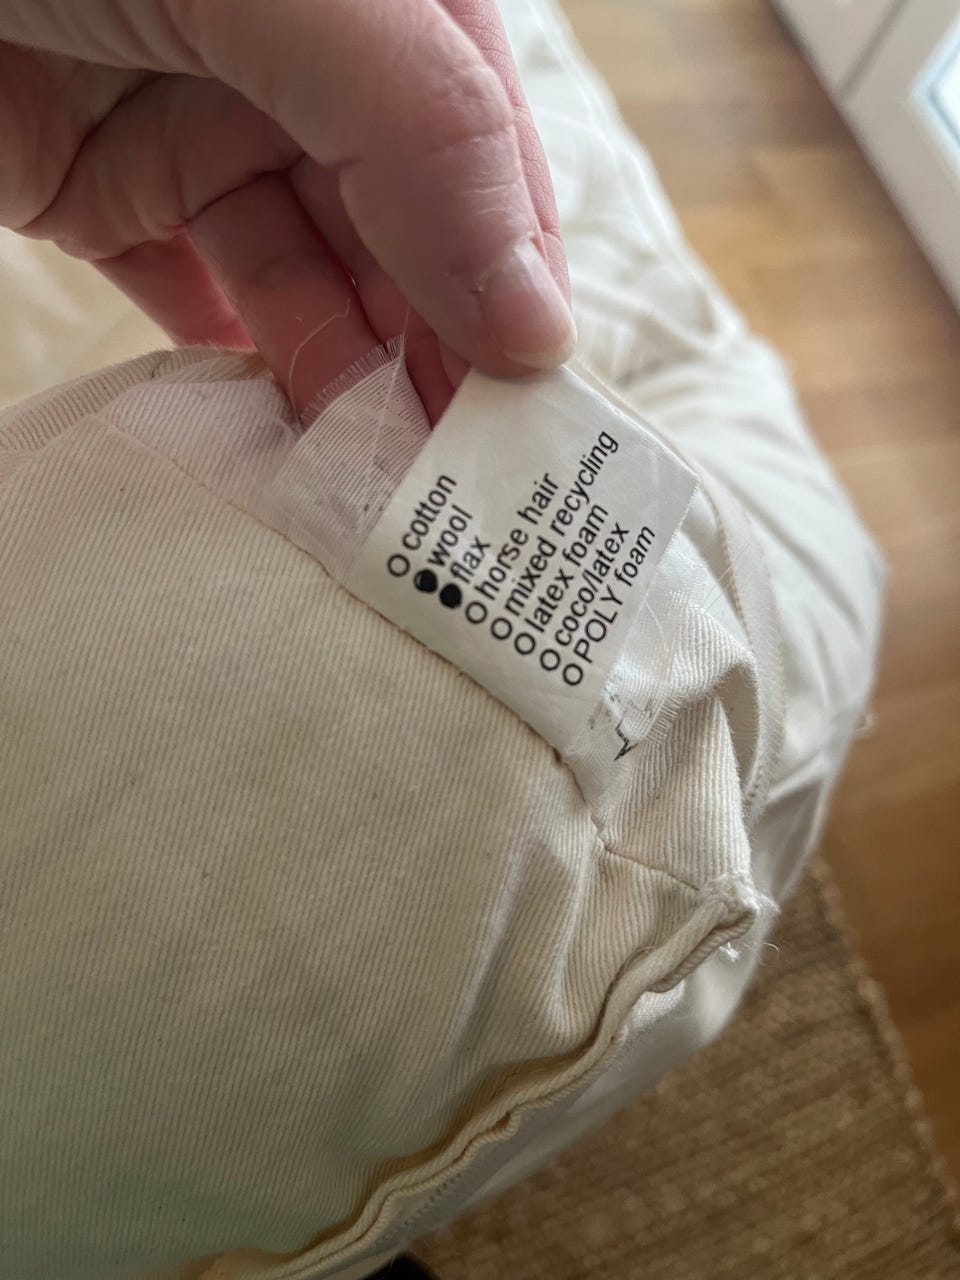 ○ cotton
● wool
● flax
○ horse hair
○ mixed recycling
○ latex foam
○ coco/latex
○ POLY foam